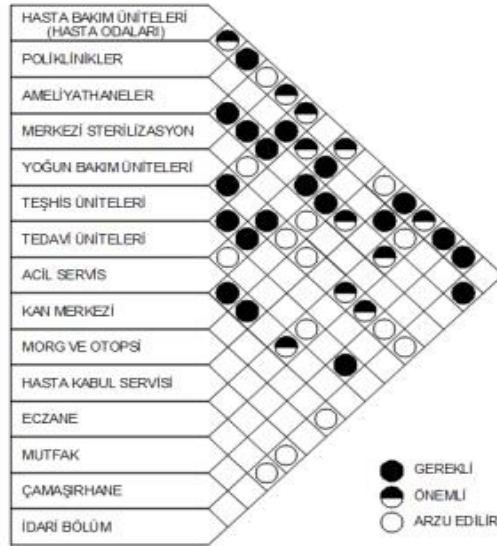 HASTA BAKIM ÜNİTELERİ
(HASTA ODALARI)
POLİKLİNİKLER
AMELİYATHANELER
MERKEZİ STERİLİZASYON
YOĞUN BAKIM ÜNİTELERİ
TEŞHİS ÜNİTELERİ
TEDAVİ ÜNİTELERİ
ACİL SERVİS
KAN MERKEZİ
MORG VE OTOPSİ
HASTA KABUL SERVİSİ
ECZANE
MUTFAK
ÇAMAŞIRHANE
İDARİ BÖLÜM
GEREKLİ
ÖNEMLİ
ARZU EDİLİR